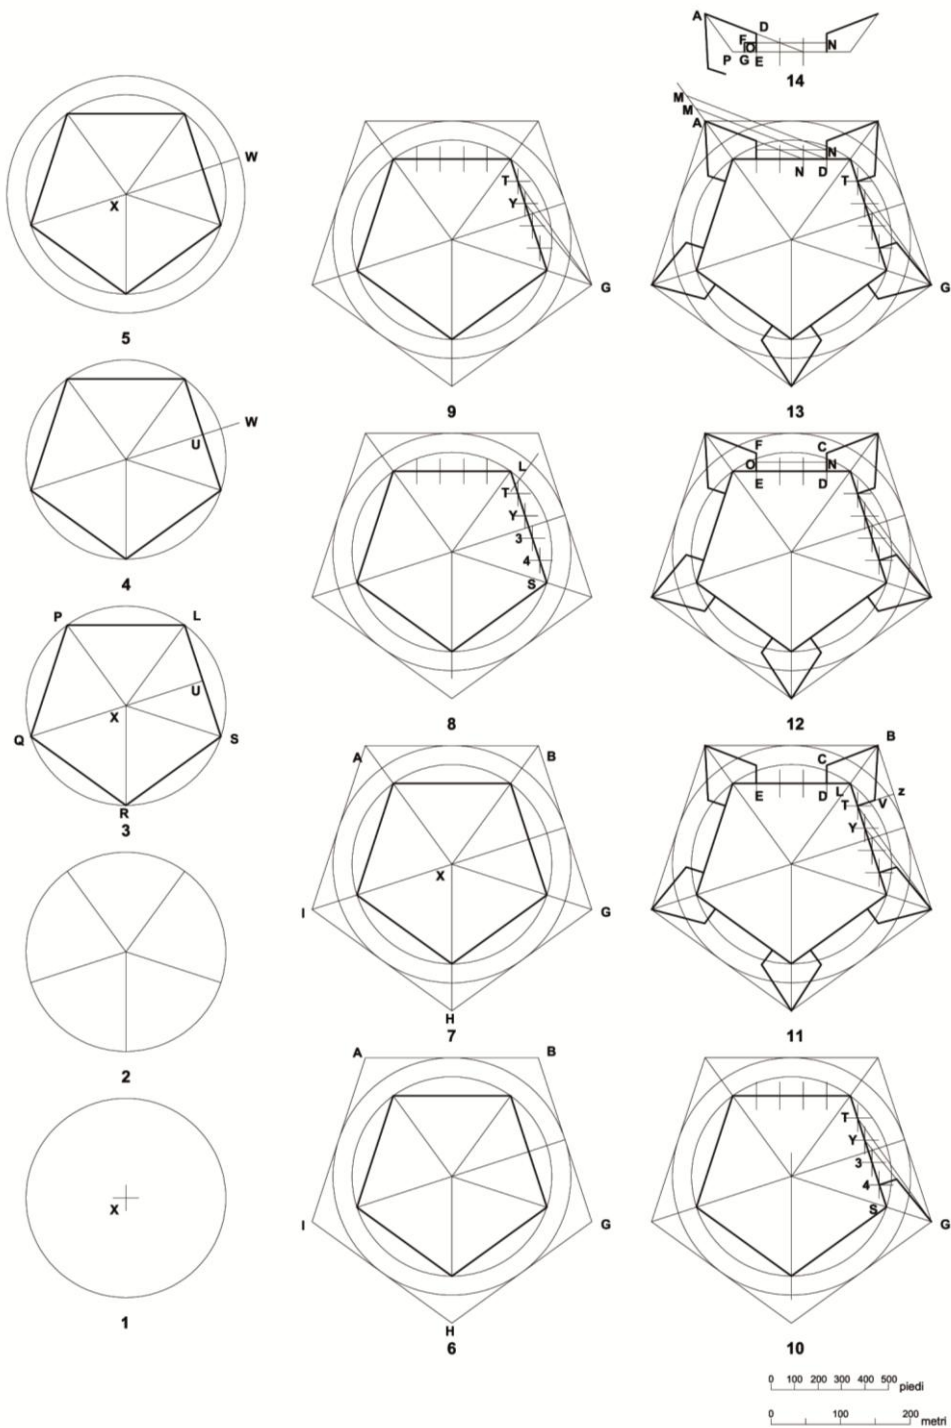 W
X
5
W
U
4
P L
U
X
Q S
R
3
2
X
1
T
Y
G
9
L
T
Y
3
4
S
8
A B
X
I G
H
7
A B
I G
H
6
A D
F O N
P G E
14
M
M
A
N
N D T
G
13
F C
O N
E D
12
B
C
E D L z
T V
Y
11
T
Y
3
4
S
G
10
0 100 200 300 400 500 piedi
0 100 200 metri